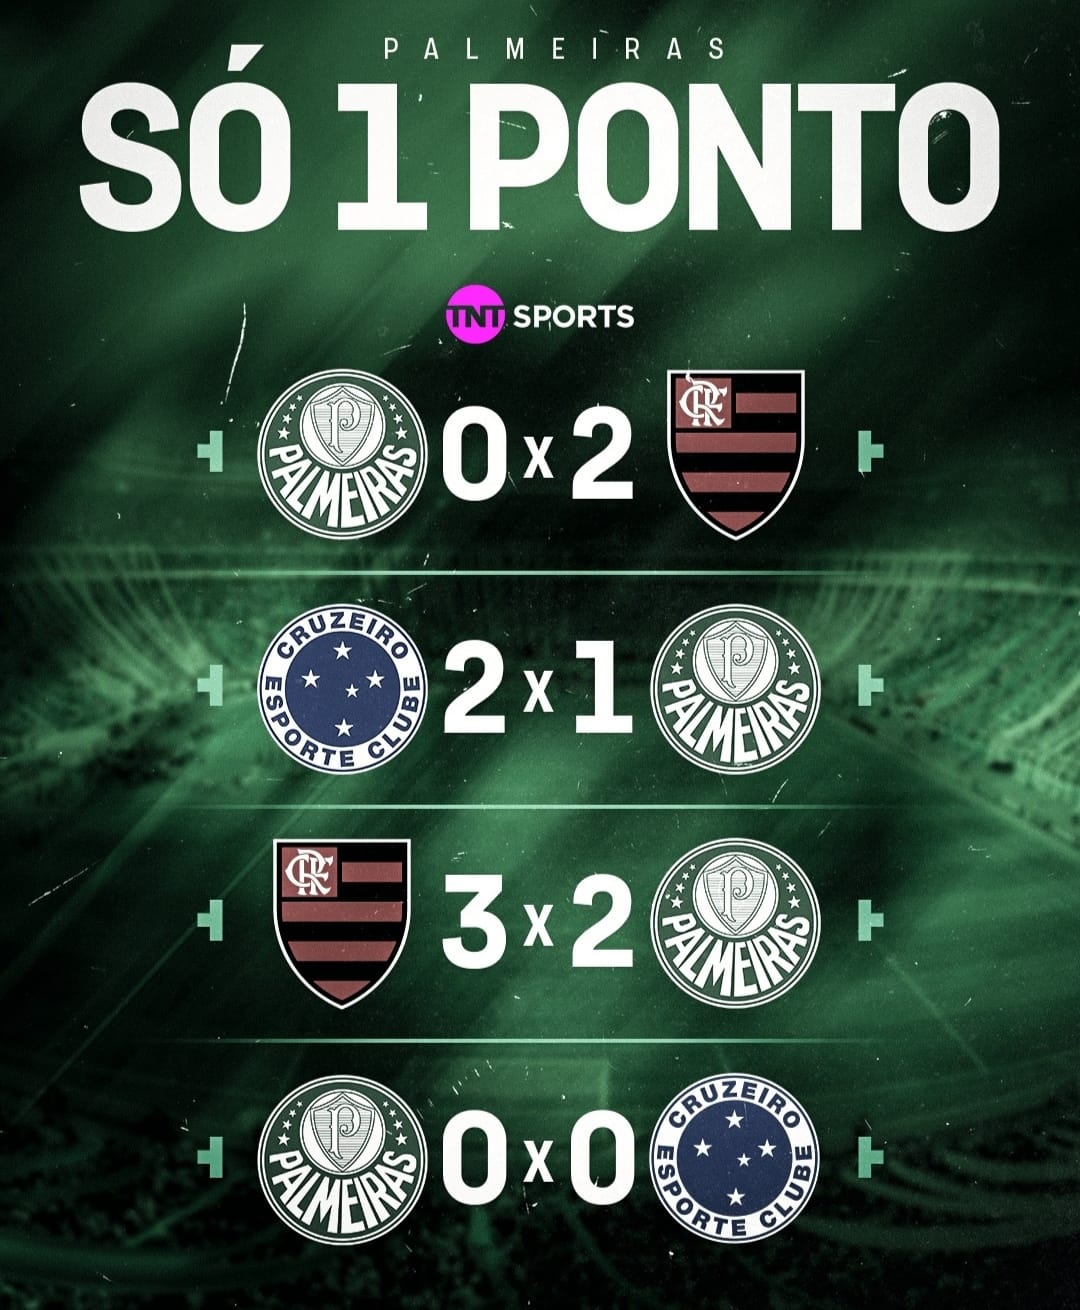 PALMEIRAS
SÓ 1 PONTO
TNT SPORTS
PALMEIRAS P 0 x 2 CRF
CRUZEIRO ESPORTE CLUBE 2 x 1 P PALMEIRAS
CRF 3 x 2 P PALMEIRAS
P PALMEIRAS 0 x 0 CRUZEIRO ESPORTE CLUBE